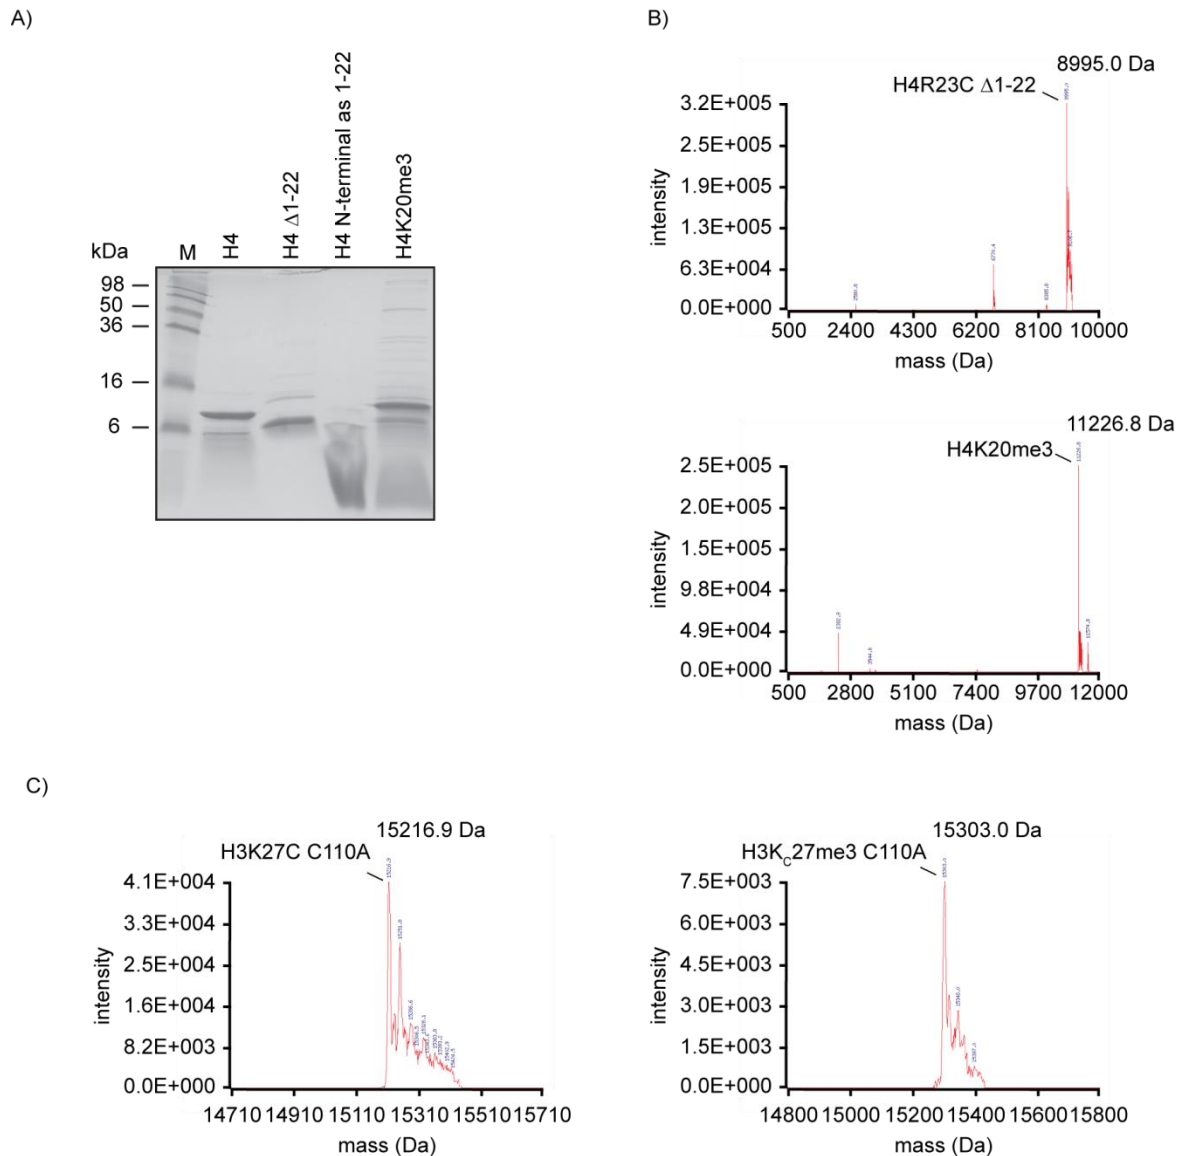 A)
kDa
M
H4
H4 Δ1-22
H4 N-terminal as 1-22
H4K20me3
98
50
36
16
6
B)
8995.0 Da
H4R23C Δ1-22
3.2E+005
2.5E+005
1.9E+005
1.3E+005
6.3E+004
0.0E+004
intensity
500 2400 4300 6200 8100 10000
mass (Da)
11226.8 Da
H4K20me3
2.5E+005
2.0E+005
1.5E+005
9.8E+004
4.9E+004
0.0E+004
intensity
500 2800 5100 7400 9700 12000
mass (Da)
C)
15216.9 Da
H3K27C C110A
4.1E+004
3.3E+004
2.5E+004
1.6E+004
8.2E+003
0.0E+004
intensity
14710 14910 15110 15310 15510 15710
mass (Da)
15303.0 Da
H3KC27me3 C110A
7.5E+003
6.0E+003
4.5E+003
3.0E+003
1.5E+003
0.0E+004
intensity
14800 15000 15200 15400 15600 15800
mass (Da)